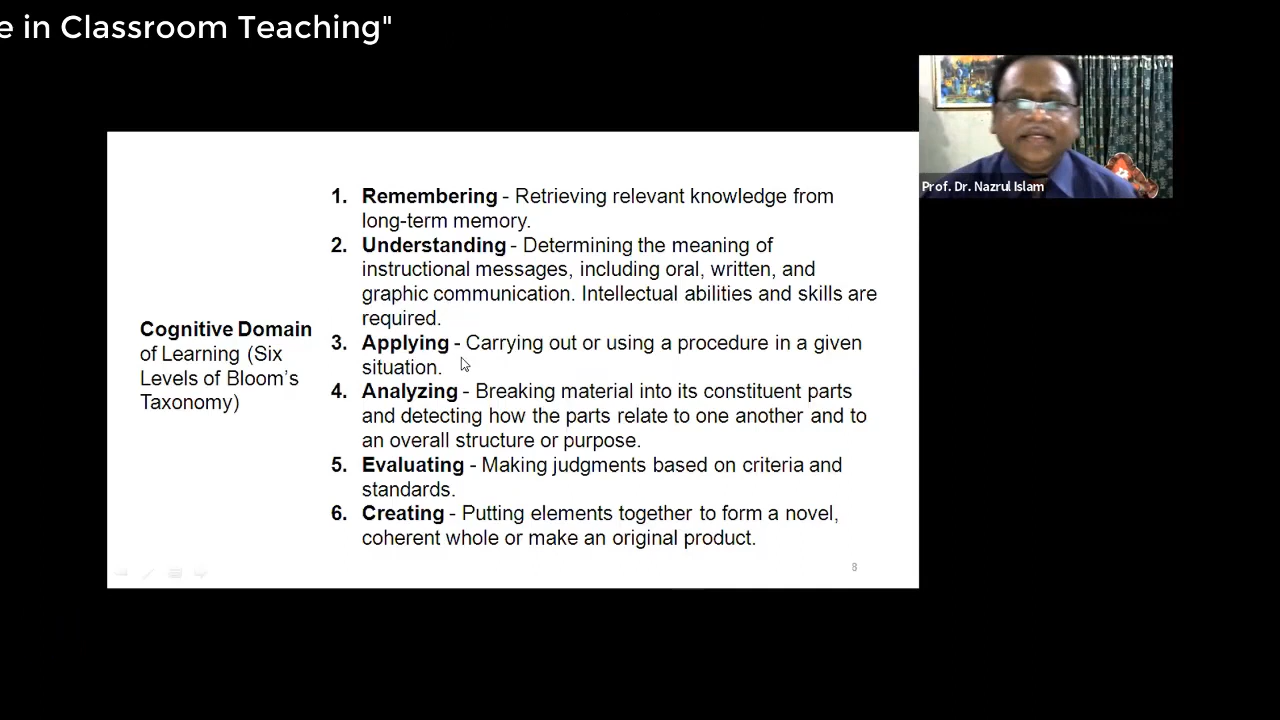 e in Classroom Teaching"
Prof. Dr. Nazrul Islam
Cognitive Domain
of Learning (Six
Levels of Bloom's
Taxonomy)
1. Remembering - Retrieving relevant knowledge from
long-term memory.
2. Understanding - Determining the meaning of
instructional messages, including oral, written, and
graphic communication. Intellectual abilities and skills are
required.
3. Applying - Carrying out or using a procedure in a given
situation.
4. Analyzing - Breaking material into its constituent parts
and detecting how the parts relate to one another and to
an overall structure or purpose.
5. Evaluating - Making judgments based on criteria and
standards.
6. Creating - Putting elements together to form a novel,
coherent whole or make an original product.
8